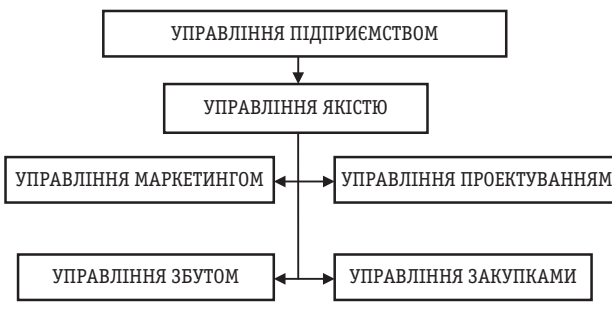 УПРАВЛІННЯ ПІДПРИЄМСТВОМ
УПРАВЛІННЯ ЯКІСТЮ
УПРАВЛІННЯ МАРКЕТИНГОМ
УПРАВЛІННЯ ПРОЕКТУВАННЯМ
УПРАВЛІННЯ ЗБУТОМ
УПРАВЛІННЯ ЗАКУПКАМИ